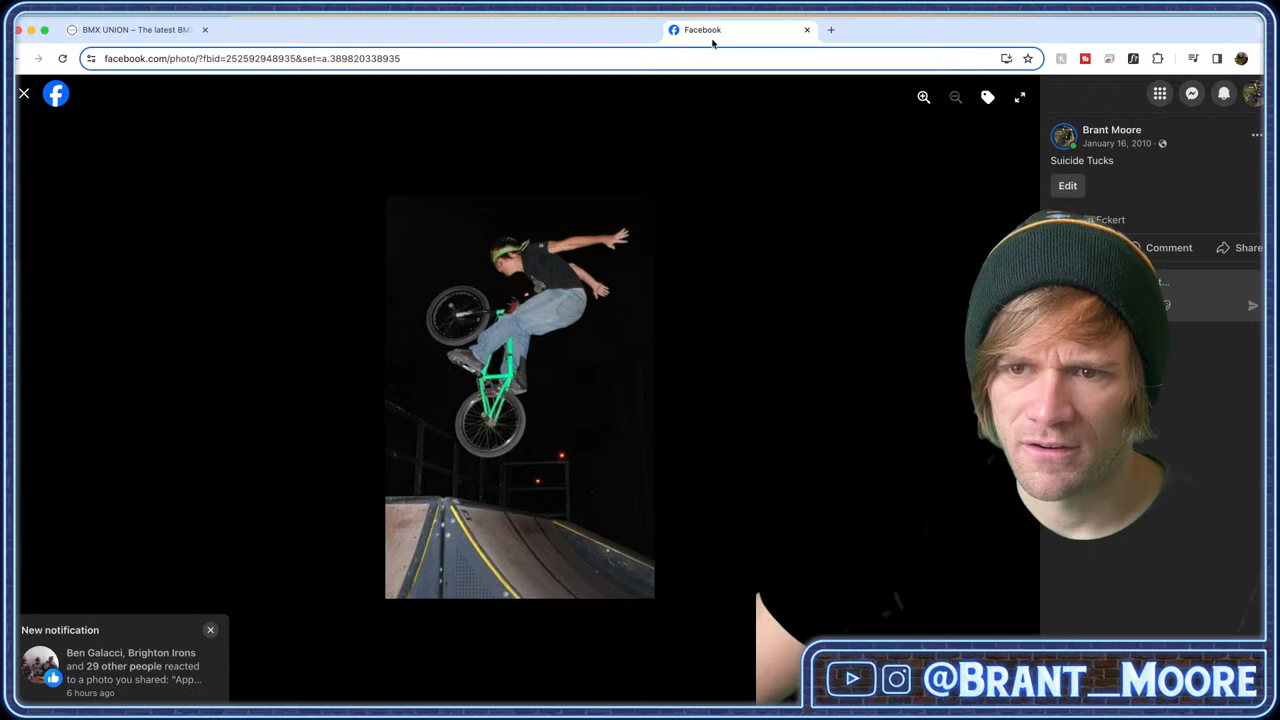 BMX UNION – The latest BM
Facebook
facebook.com/photo/?fbid=252592948935&set=a.389820338935
Brant Moore
January 16, 2010
Suicide Tucks
Edit
Eckert
Comment
Share
New notification
Ben Galacci, Brighton Irons
and 29 other people reacted
to a photo you shared: "App...
6 hours ago
@Brant_Moore